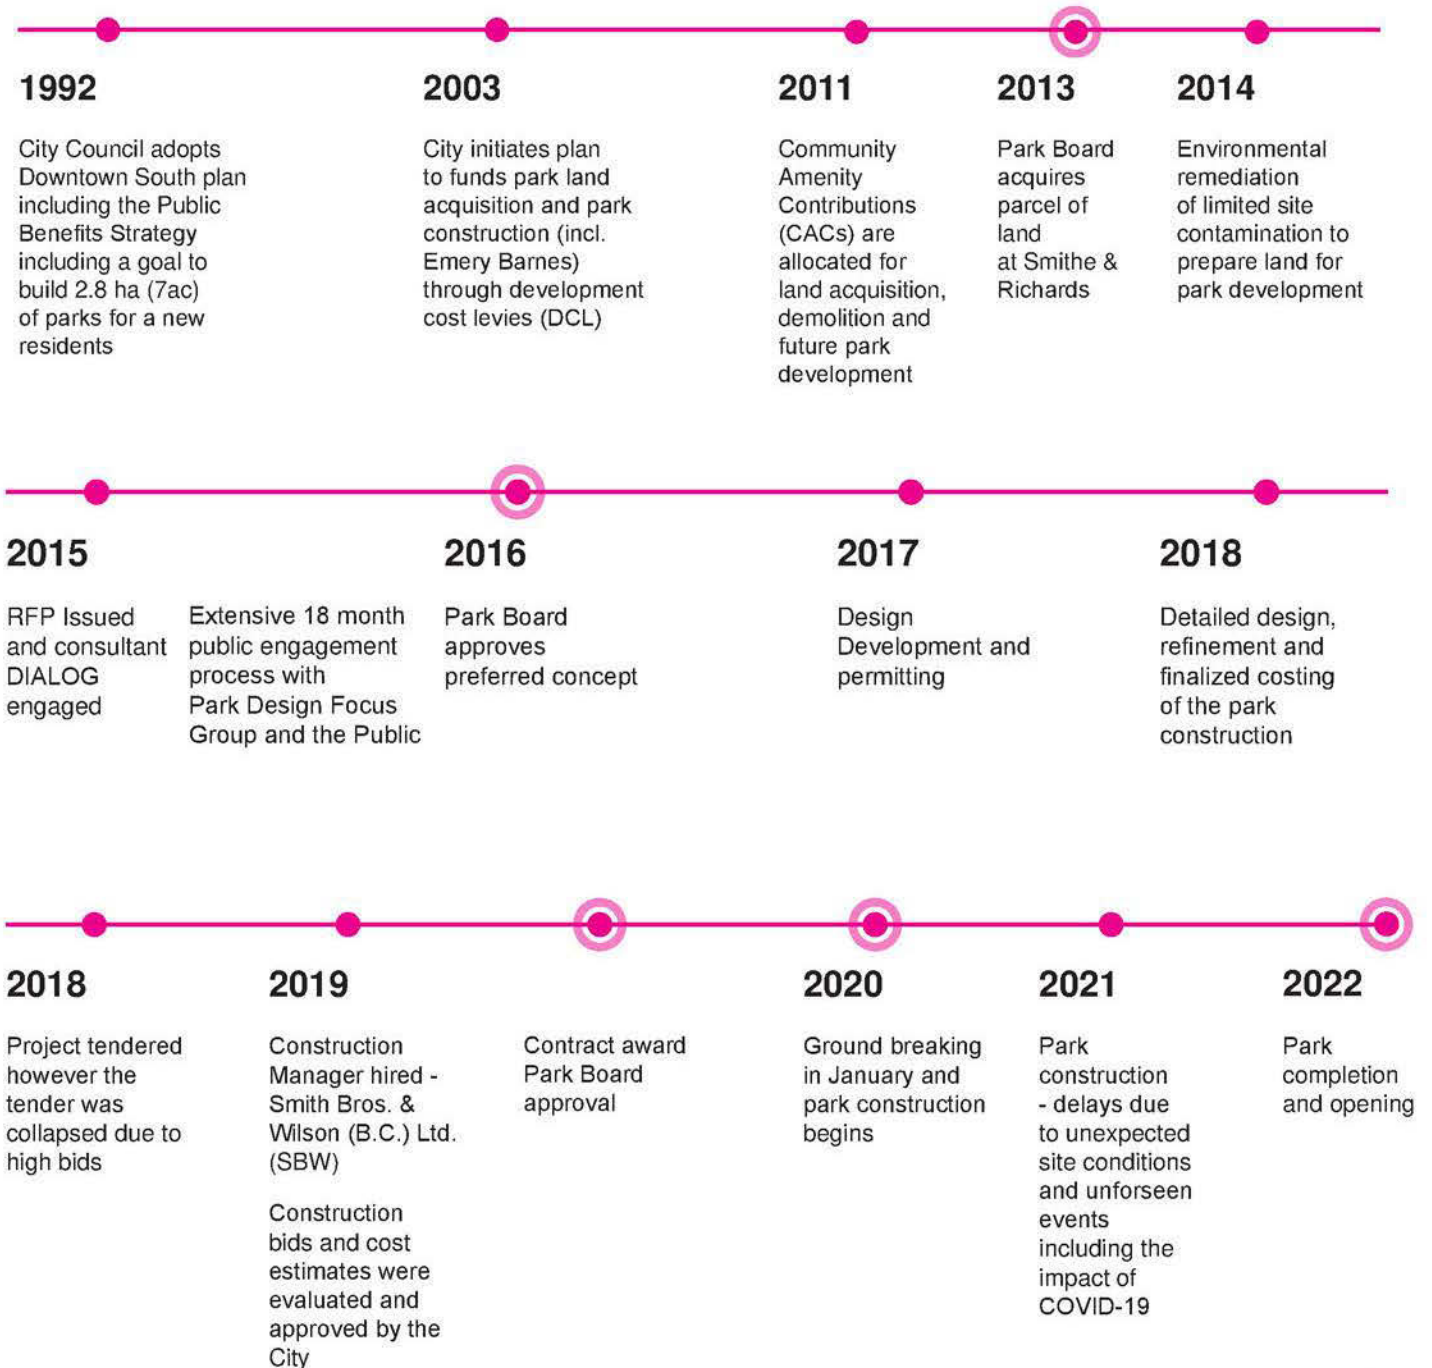 1992
City Council adopts
Downtown South plan
including the Public
Benefits Strategy
including a goal to
build 2.8 ha (7ac)
of parks for a new
residents
2003
City initiates plan
to funds park land
acquisition and park
construction (incl.
Emery Barnes)
through development
cost levies (DCL)
2011
Community
Amenity
Contributions
(CACs) are
allocated for
land acquisition,
demolition and
future park
development
2013
Park Board
acquires
parcel of
land
at Smithe &
Richards
2014
Environmental
remediation
of limited site
contamination to
prepare land for
park development
2015
RFP Issued
and consultant
DIALOG
engaged
Extensive 18 month
public engagement
process with
Park Design Focus
Group and the Public
2016
Park Board
approves
preferred concept
2017
Design
Development and
permitting
2018
Detailed design,
refinement and
finalized costing
of the park
construction
2018
Project tendered
however the
tender was
collapsed due to
high bids
2019
Construction
Manager hired -
Smith Bros. &
Wilson (B.C.) Ltd.
(SBW)
Construction
bids and cost
estimates were
evaluated and
approved by the
City
Contract award
Park Board
approval
2020
Ground breaking
in January and
park construction
begins
2021
Park
construction
- delays due
to unexpected
site conditions
and unforseen
events
including the
impact of
COVID-19
2022
Park
completion
and opening